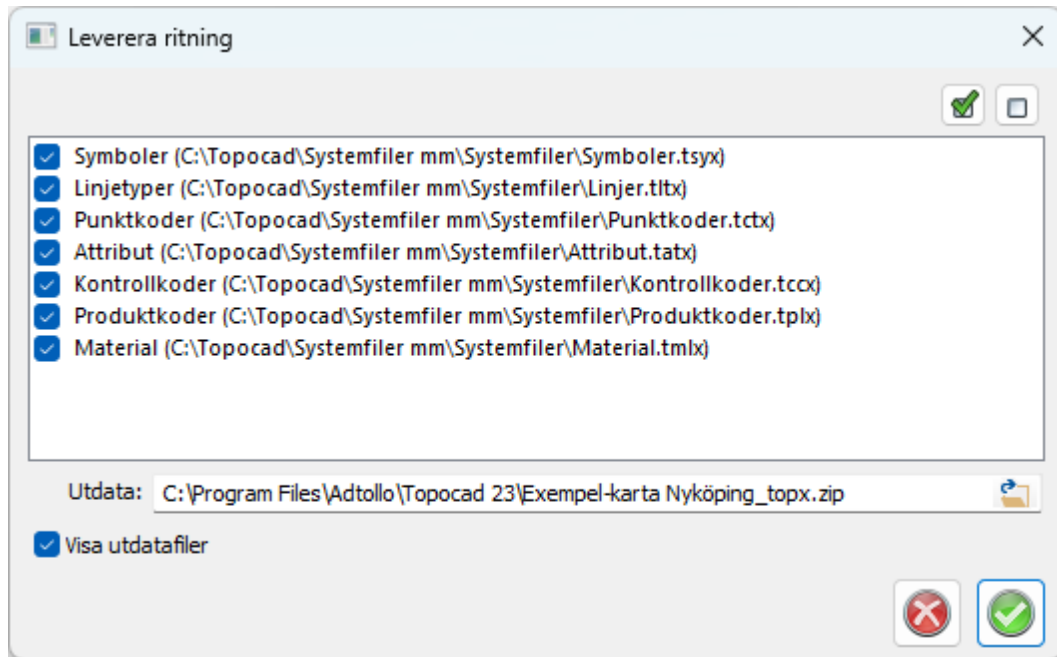 Leverera ritning
Symboler (C:\Topocad\Systemfiler mm\Systemfiler\Symboler.tsyx)
Linjetyper (C:\Topocad\Systemfiler mm\Systemfiler\Linjer.tltx)
Punktkoder (C:\Topocad\Systemfiler mm\Systemfiler\Punktkoder.tctx)
Attribut (C:\Topocad\Systemfiler mm\Systemfiler\Attribut.tatx)
Kontrollkoder (C:\Topocad\Systemfiler mm\Systemfiler\Kontrollkoder.tccx)
Produktkoder (C:\Topocad\Systemfiler mm\Systemfiler\Produktkoder.tplx)
Material (C:\Topocad\Systemfiler mm\Systemfiler\Material.tmlx)
Utdata: C:\Program Files\Adtollo\Topocad 23\Exempel-karta Nyköping_topx.zip
Visa utdatafiler